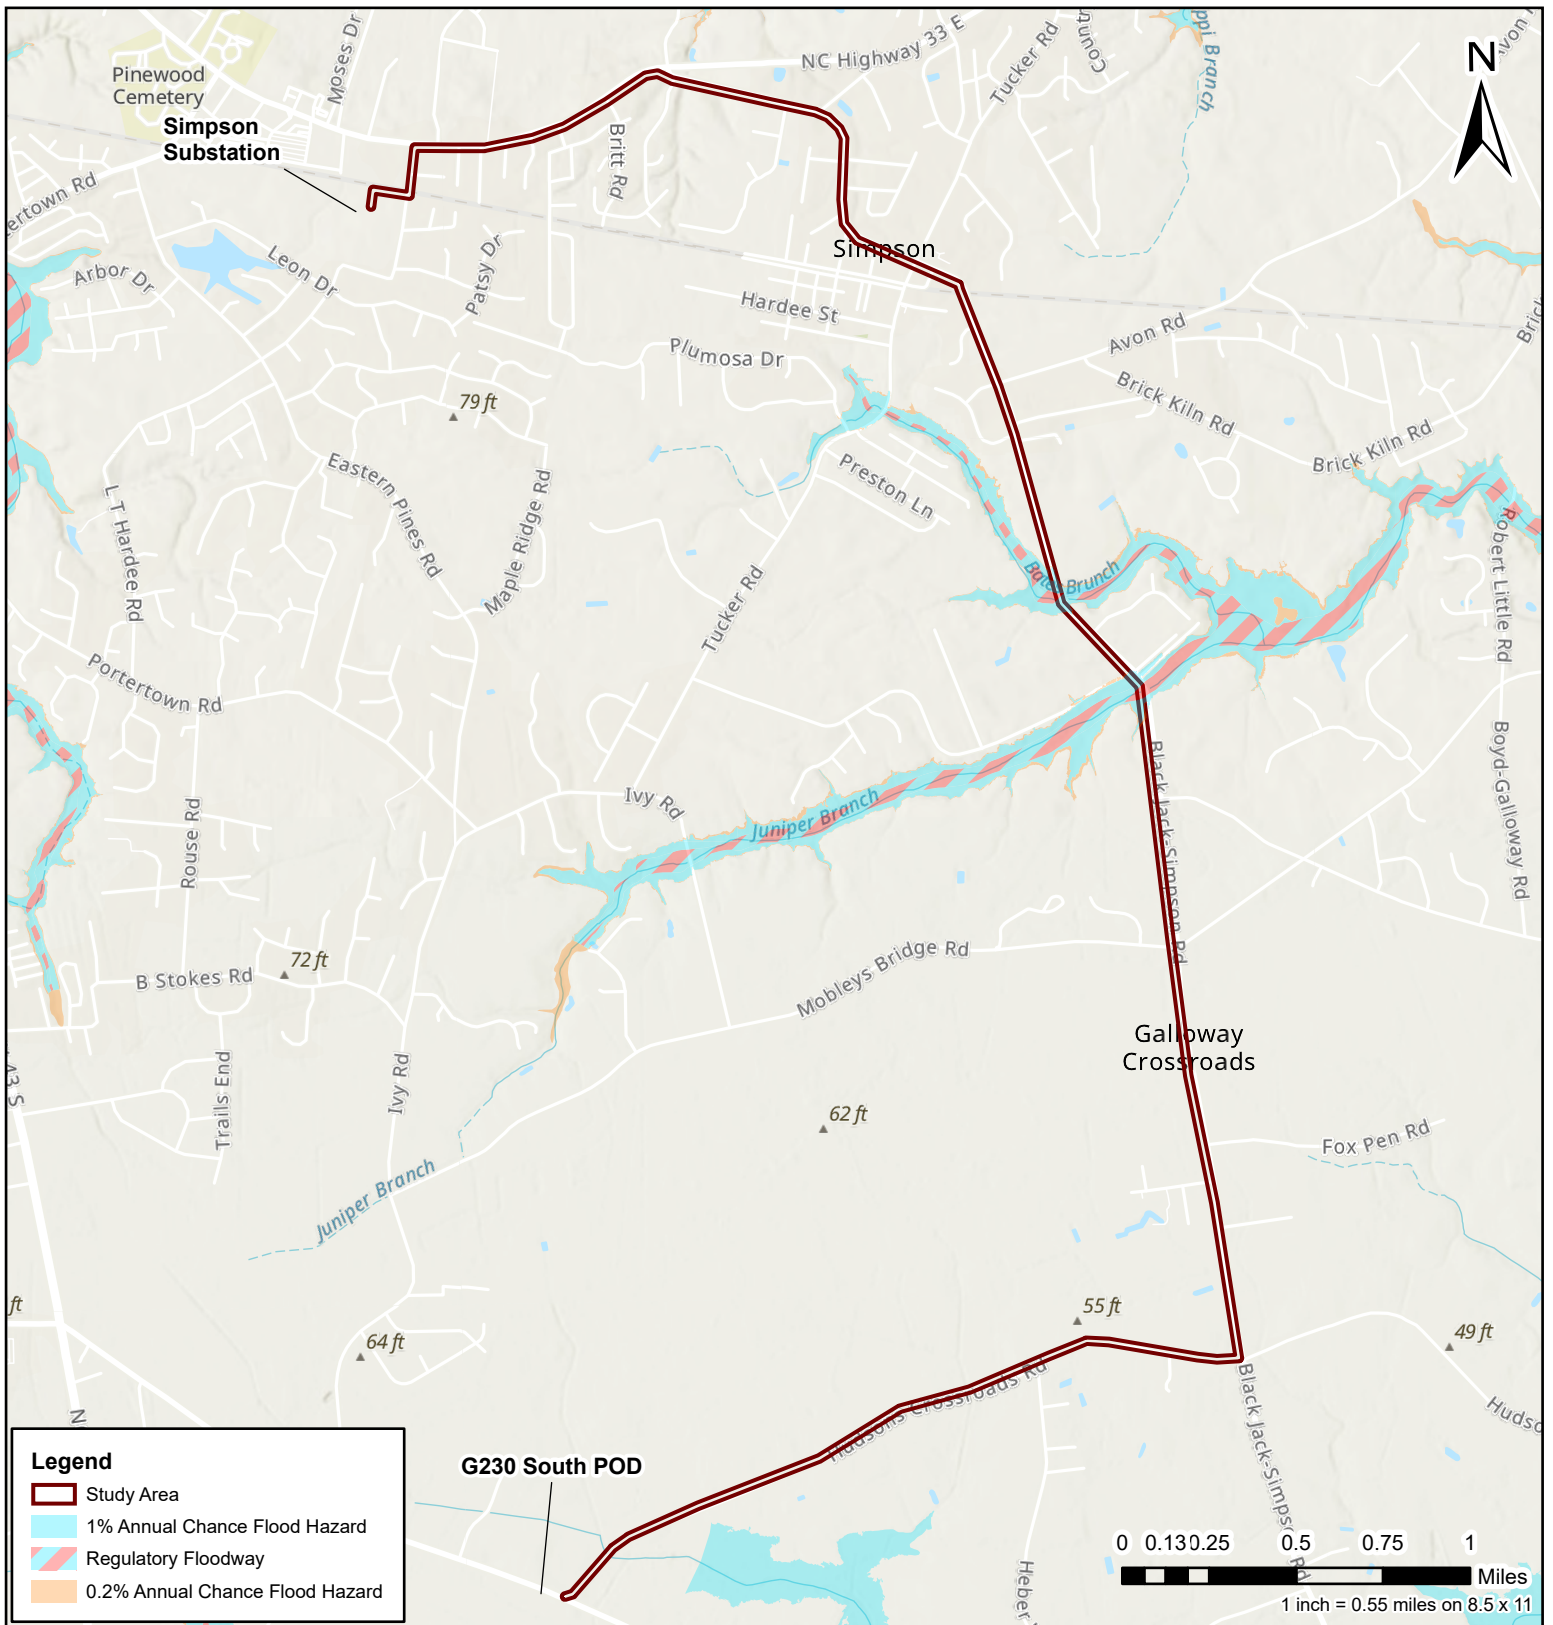 NC Highway 33 E
Tucker Rd
ppi Branch
N
Moses Dr
Pinewood
Cemetery
Simpson
Substation
Britt Rd
ertown Rd
Arbor Dr
Leon Dr
Patsy Dr
Simpson
Hardee St
Plumosa Dr
Avon Rd
Brick Kiln Rd
Brick Kiln Rd
79 ft
Eastern Pines Rd
Maple Ridge Rd
L T Hardee Rd
Preston Ln
Tucker Rd
Robert Little Rd
Portertown Rd
Boyd-Galloway Rd
Black Jack-Simpson Rd
Ivy Rd
Juniper Branch
Rouse Rd
72 ft
B Stokes Rd
Mobleys Bridge Rd
Galloway
Crossroads
Trails End
Ivy Rd
43 S
62 ft
Fox Pen Rd
Juniper Branch
ft
64 ft
55 ft
49 ft
Hudsons Crossroads Rd
Hudso
Black Jack-Simpson Rd
N
G230 South POD
Heber
Legend
Study Area
1% Annual Chance Flood Hazard
Regulatory Floodway
0.2% Annual Chance Flood Hazard
0 0.13 0.25 0.5 0.75 1
Miles
1 inch = 0.55 miles on 8.5 x 11